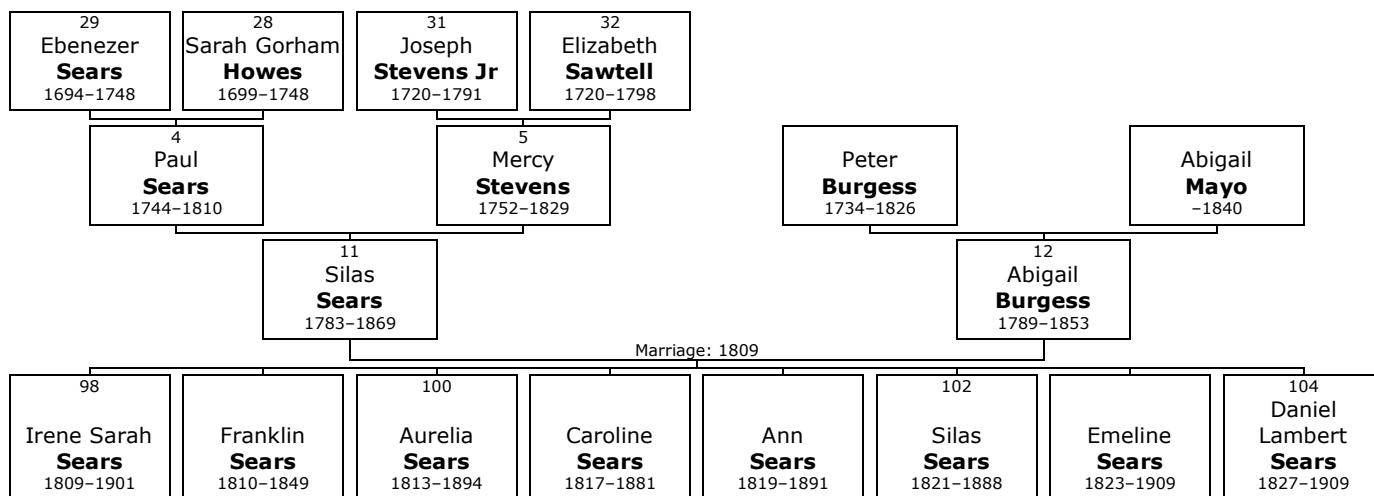 29
Ebenezer
Sears
1694–1748
28
Sarah Gorham
Howes
1699–1748
31
Joseph
Stevens Jr
1720–1791
32
Elizabeth
Sawtell
1720–1798
4
Paul
Sears
1744–1810
5
Mercy
Stevens
1752–1829
Peter
Burgess
1734–1826
Abigail
Mayo
–1840
11
Silas
Sears
1783–1869
12
Abigail
Burgess
1789–1853
Marriage: 1809
98
Irene Sarah
Sears
1809–1901
Franklin
Sears
1810–1849
100
Aurelia
Sears
1813–1894
Caroline
Sears
1817–1881
Ann
Sears
1819–1891
102
Silas
Sears
1821–1888
Emeline
Sears
1823–1909
104
Daniel
Lambert
Sears
1827–1909